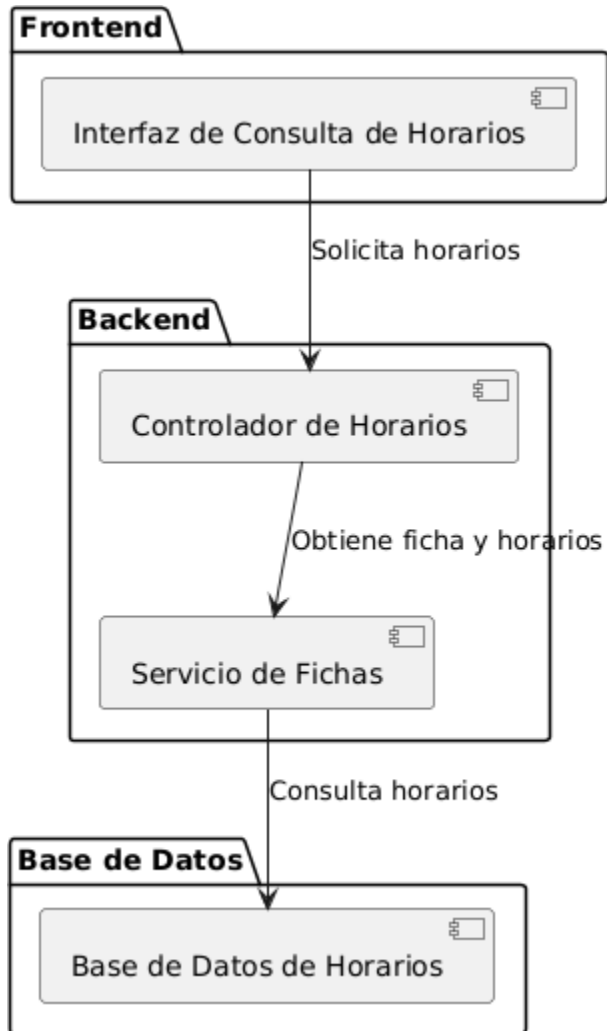 Frontend
Interfaz de Consulta de Horarios
Solicita horarios
Backend
Controlador de Horarios
Obtiene ficha y horarios
Servicio de Fichas
Consulta horarios
Base de Datos
Base de Datos de Horarios